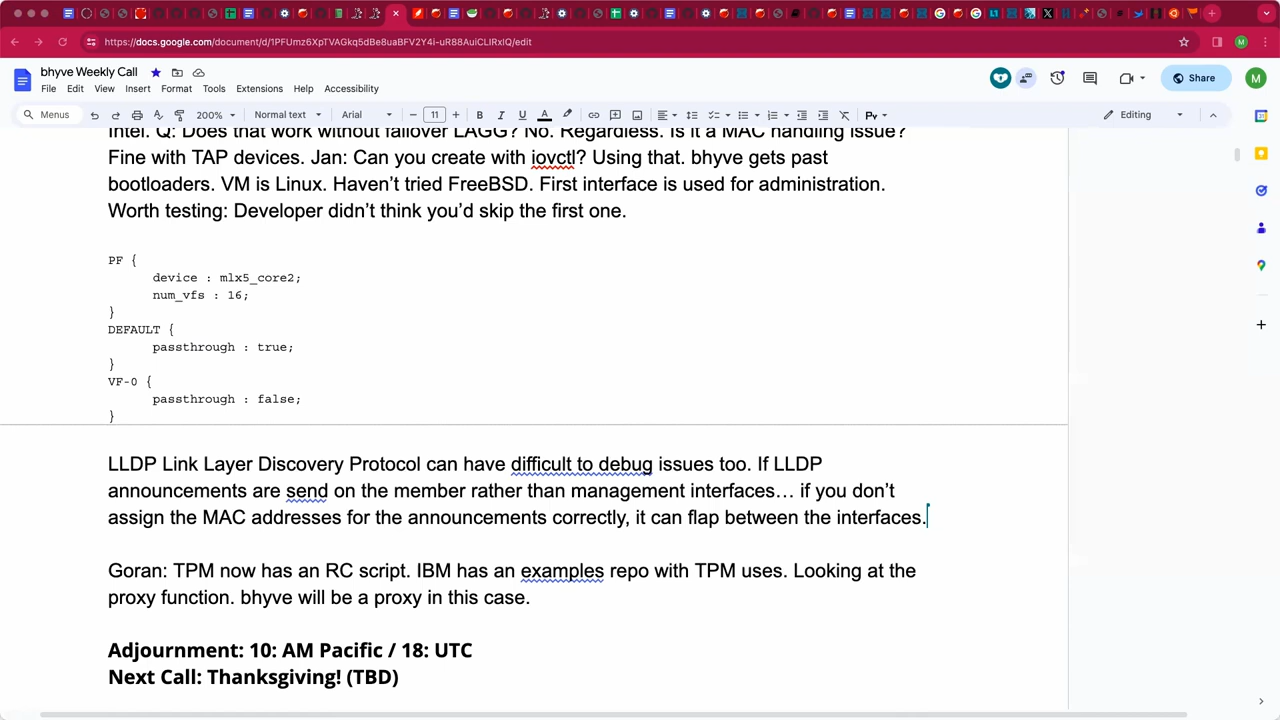 https://docs.google.com/document/d/1PFUmz6XpTVAGkq5dBe8uaBFV2Y4i-uR88AuiCLIRxIQ/edit
bhyve Weekly Call
File Edit View Insert Format Tools Extensions Help Accessibility
Share
M
Menus 200% Normal text Arial 11 B I U A Editing
Intel. Q: Does that work without failover LAGG? No. Regardless. Is it a MAC handling issue?
Fine with TAP devices. Jan: Can you create with iovctl? Using that. bhyve gets past
bootloaders. VM is Linux. Haven't tried FreeBSD. First interface is used for administration.
Worth testing: Developer didn't think you'd skip the first one.
PF {
device : mlx5_core2;
num_vfs : 16;
}
DEFAULT {
passthrough : true;
}
VF-0 {
passthrough : false;
}
LLDP Link Layer Discovery Protocol can have difficult to debug issues too. If LLDP
announcements are send on the member rather than management interfaces… if you don't
assign the MAC addresses for the announcements correctly, it can flap between the interfaces.
Goran: TPM now has an RC script. IBM has an examples repo with TPM uses. Looking at the
proxy function. bhyve will be a proxy in this case.
Adjournment: 10: AM Pacific / 18: UTC
Next Call: Thanksgiving! (TBD)